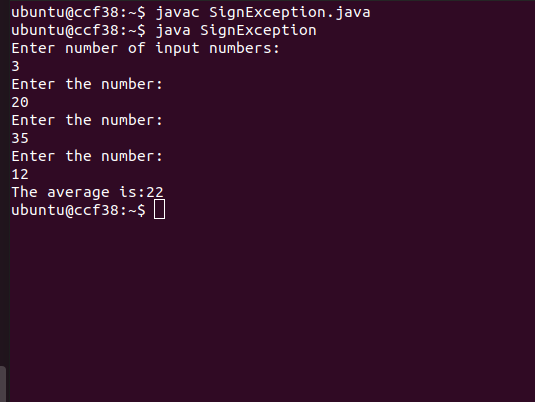 ubuntu@ccf38:~$ javac SignException.java
ubuntu@ccf38:~$ java SignException
Enter number of input numbers:
3
Enter the number:
20
Enter the number:
35
Enter the number:
12
The average is:22
ubuntu@ccf38:~$